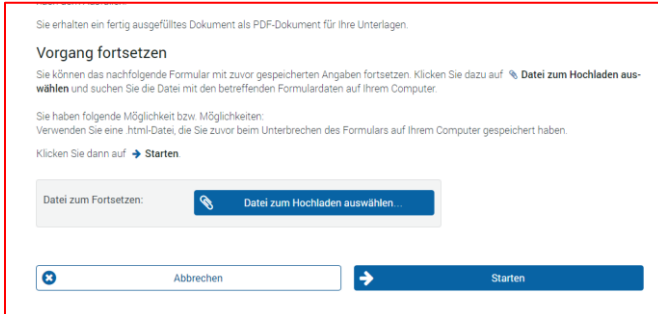 Sie erhalten ein fertig ausgefülltes Dokument als PDF-Dokument für Ihre Unterlagen.
Vorgang fortsetzen
Sie können das nachfolgende Formular mit zuvor gespeicherten Angaben fortsetzen. Klicken Sie dazu auf Datei zum Hochladen aus-
wählen und suchen Sie die Datei mit den betreffenden Formulardaten auf Ihrem Computer.
Sie haben folgende Möglichkeit bzw. Möglichkeiten:
Verwenden Sie eine .html-Datei, die Sie zuvor beim Unterbrechen des Formulars auf Ihrem Computer gespeichert haben.
Klicken Sie dann auf → Starten.
Datei zum Fortsetzen: Datei zum Hochladen auswählen...
Abbrechen Starten